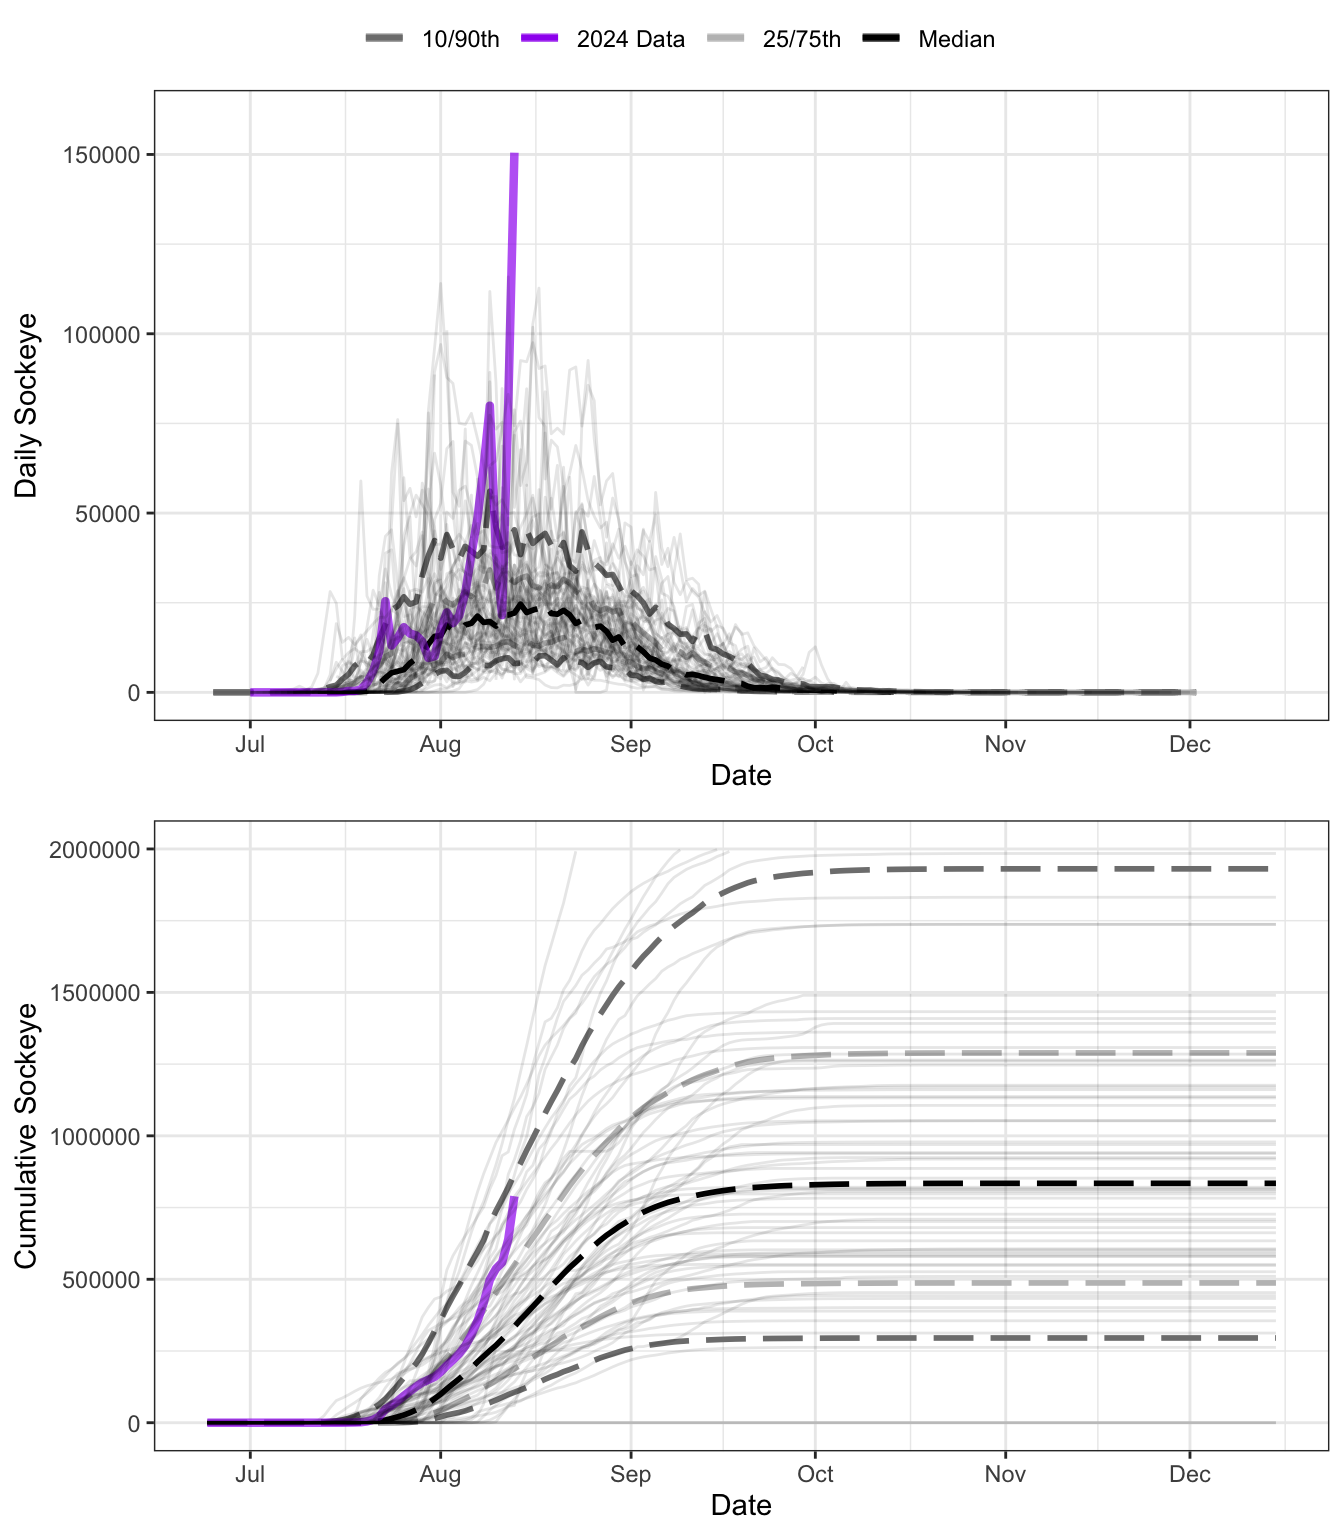 10/90th 2024 Data 25/75th Median
Daily Sockeye
150000
100000
50000
0
Jul Aug Sep Oct Nov Dec
Date
Cumulative Sockeye
2000000
1500000
1000000
500000
0
Jul Aug Sep Oct Nov Dec
Date